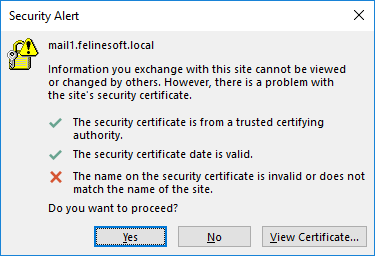 Security Alert
mail1.felinesoft.local
Information you exchange with this site cannot be viewed
or changed by others. However, there is a problem with
the site's security certificate.
The security certificate is from a trusted certifying
authority.
The security certificate date is valid.
The name on the security certificate is invalid or does
not match the name of the site.
Do you want to proceed?
Yes
No
View Certificate...